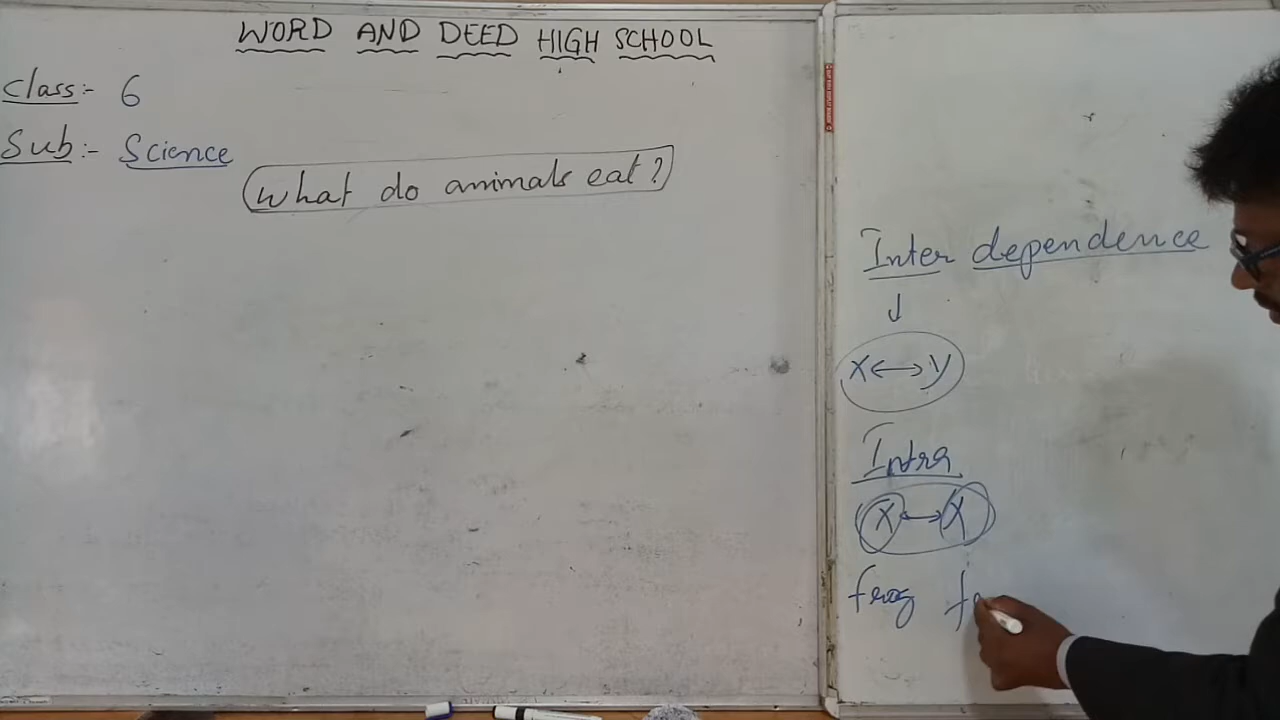 WORD AND DEED HIGH SCHOOL
Class:- 6
Sub:- Science
What do animals eat?
Inter dependence
↓
X ↔ y
Intra
X ↔ X
frog